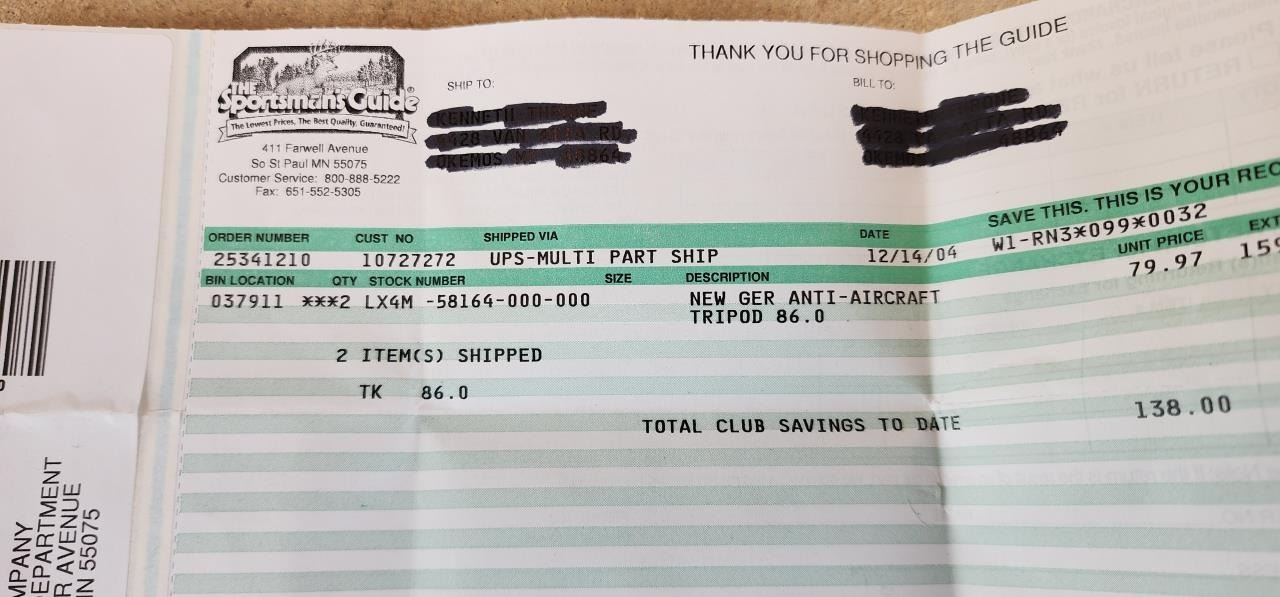 THANK YOU FOR SHOPPING THE GUIDE
THE
Sportsman's Guide®
The Lowest Prices, The Best Quality, Guaranteed!
411 Farwell Avenue
So St Paul MN 55075
Customer Service: 800-888-5222
Fax: 651-552-5305
SHIP TO:
BILL TO:
SAVE THIS. THIS IS YOUR REC
ORDER NUMBER CUST NO SHIPPED VIA DATE W1-RN3*099*0032
25341210 10727272 UPS-MULTI PART SHIP 12/14/04
BIN LOCATION QTY STOCK NUMBER SIZE DESCRIPTION UNIT PRICE EXT
037911 ***2 LX4M -58164-000-000 NEW GER ANTI-AIRCRAFT 79.97 159
TRIPOD 86.0
2 ITEM(S) SHIPPED
TK 86.0
TOTAL CLUB SAVINGS TO DATE 138.00
MPANY
EPARTMENT
R AVENUE
IN 55075